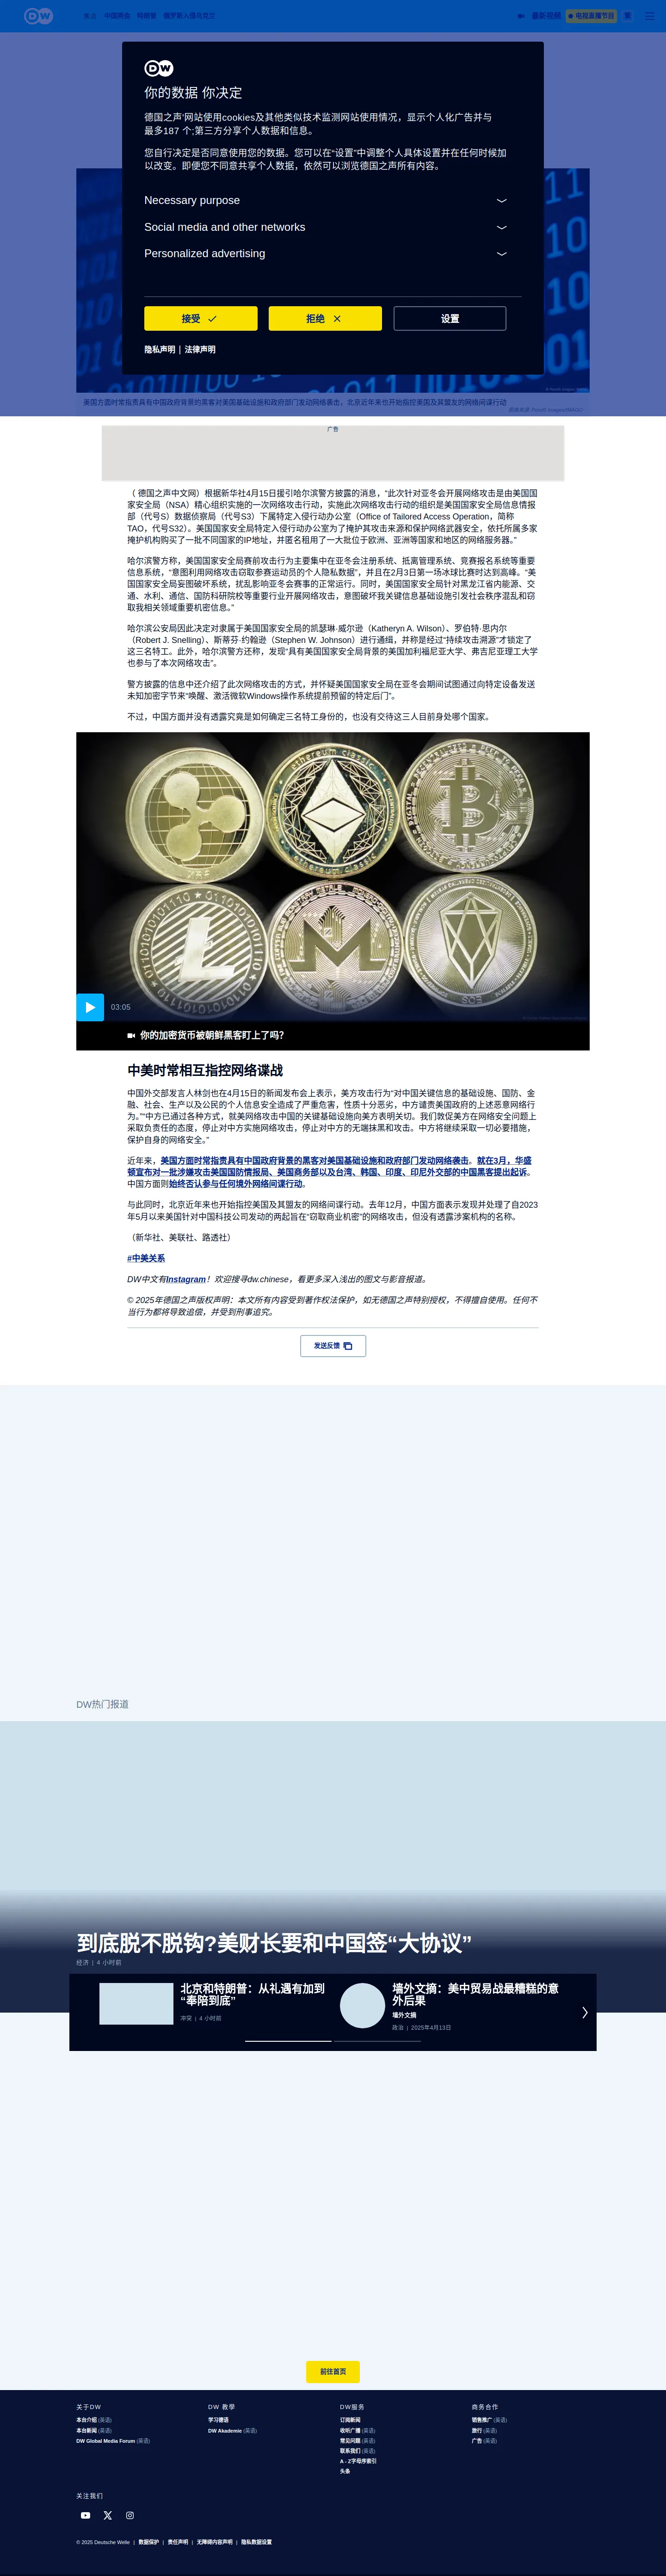 DW
焦点 中国商会 特朗普 俄罗斯入侵乌克兰
最新视频
电视直播节目
繁
你的数据 你决定
德国之声‘网站使用cookies及其他类似技术监测网站使用情况，显示个人化广告并与
最多187 个;第三方分享个人数据和信息。
您自行决定是否同意使用您的数据。您可以在“设置”中调整个人具体设置并在任何时候加
以改变。即便您不同意共享个人数据，依然可以浏览德国之声所有内容。
Necessary purpose
Social media and other networks
Personalized advertising
接受
拒绝
设置
隐私声明 | 法律声明
美国方面时常指责具有中国政府背景的黑客对美国基础设施和政府部门发动网络袭击，北京近年来也开始指控美国及其盟友的网络间谍行动
广告
（ 德国之声中文网）根据新华社4月15日援引哈尔滨警方披露的消息，“此次针对亚冬会开展网络攻击是由美国国
家安全局（NSA）精心组织实施的一次网络攻击行动，实施此次网络攻击行动的组织是美国国家安全局信息情报
部（代号S）数据侦察局（代号S3）下属特定入侵行动办公室（Office of Tailored Access Operation，简称
TAO，代号S32）。美国国家安全局特定入侵行动办公室为了掩护其攻击来源和保护网络武器安全，依托所属多家
掩护机构购买了一批不同国家的IP地址，并匿名租用了一大批位于欧洲、亚洲等国家和地区的网络服务器。”
哈尔滨警方称，美国国家安全局赛前攻击行为主要集中在亚冬会注册系统、抵离管理系统、竞赛报名系统等重要
信息系统，“意图利用网络攻击窃取参赛运动员的个人隐私数据”，并且在2月3日第一场冰球比赛时达到高峰。“美
国国家安全局妄图破坏系统，扰乱影响亚冬会赛事的正常运行。同时，美国国家安全局针对黑龙江省内能源、交
通、水利、通信、国防科研院校等重要行业开展网络攻击，意图破坏我关键信息基础设施引发社会秩序混乱和窃
取我相关领域重要机密信息。”
哈尔滨公安局因此决定对隶属于美国国家安全局的凯瑟琳·威尔逊（Katheryn A. Wilson）、罗伯特·思内尔
（Robert J. Snelling）、斯蒂芬·约翰逊（Stephen W. Johnson）进行通缉，并称是经过“持续攻击溯源”才锁定了
这三名特工。此外，哈尔滨警方还称，发现“具有美国国家安全局背景的美国加利福尼亚大学、弗吉尼亚理工大学
也参与了本次网络攻击”。
警方披露的信息中还介绍了此次网络攻击的方式，并怀疑美国国家安全局在亚冬会期间试图通过向特定设备发送
未知加密字节来“唤醒、激活微软Windows操作系统提前预留的特定后门”。
不过，中国方面并没有透露究竟是如何确定三名特工身份的，也没有交待这三人目前身处哪个国家。
03:05
你的加密货币被朝鲜黑客盯上了吗？
中美时常相互指控网络谍战
中国外交部发言人林剑也在4月15日的新闻发布会上表示，美方攻击行为“对中国关键信息的基础设施、国防、金
融、社会、生产以及公民的个人信息安全造成了严重危害，性质十分恶劣，中方谴责美国政府的上述恶意网络行
为。”“中方已通过各种方式，就美网络攻击中国的关键基础设施向美方表明关切。我们敦促美方在网络安全问题上
采取负责任的态度，停止对中方实施网络攻击，停止对中方的无端抹黑和攻击。中方将继续采取一切必要措施，
保护自身的网络安全。”
近年来，美国方面时常指责具有中国政府背景的黑客对美国基础设施和政府部门发动网络袭击。就在3月，华盛
顿宣布对一批涉嫌攻击美国国防情报局、美国商务部以及台湾、韩国、印度、印尼外交部的中国黑客提出起诉。
中国方面则始终否认参与任何境外网络间谍行动。
与此同时，北京近年来也开始指控美国及其盟友的网络间谍行动。去年12月，中国方面表示发现并处理了自2023
年5月以来美国针对中国科技公司发动的两起旨在“窃取商业机密”的网络攻击，但没有透露涉案机构的名称。
（新华社、美联社、路透社）
#中美关系
DW中文有Instagram！欢迎搜寻dw.chinese，看更多深入浅出的图文与影音报道。
© 2025年德国之声版权声明：本文所有内容受到著作权法保护，如无德国之声特别授权，不得擅自使用。任何不
当行为都将导致追偿，并受到刑事追究。
发送反馈
DW热门报道
到底脱不脱钩？美财长要和中国签“大协议”
经济 | 4 小时前
北京和特朗普：从礼遇有加到
“奉陪到底”
冲突 | 4 小时前
墙外文摘：美中贸易战最糟糕的意
外后果
墙外文摘
政治 | 2025年4月13日
前往首页
关于DW
本台介绍 (英语)
本台新闻 (英语)
DW Global Media Forum (英语)
DW 教學
学习德语
DW Akademie (英语)
DW服务
订阅新闻
收听广播 (英语)
常见问题 (英语)
联系我们 (英语)
A - Z字母序索引
头条
商务合作
销售推广 (英语)
旅行 (英语)
广告 (英语)
关注我们
© 2025 Deutsche Welle | 数据保护 | 责任声明 | 无障碍内容声明 | 隐私数据设置